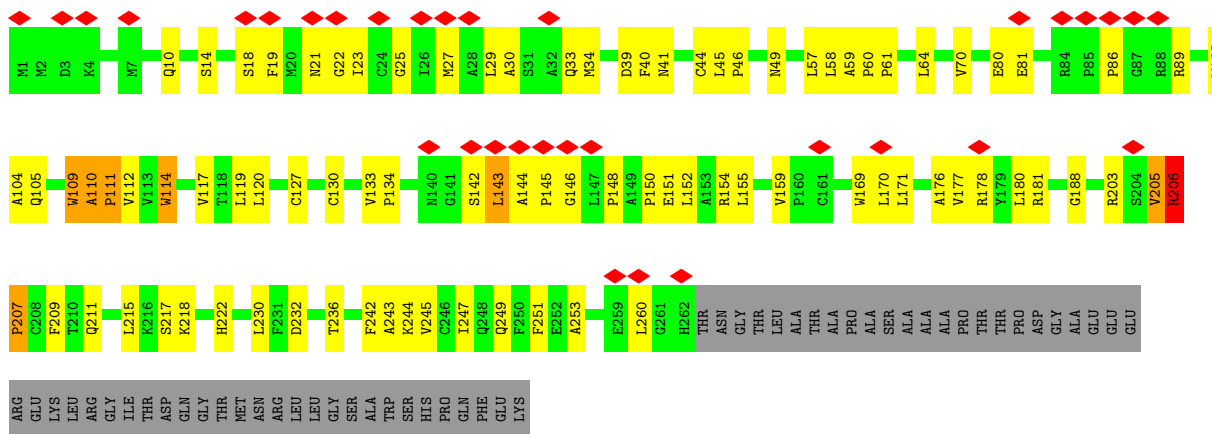 M1 M2 D3 K4 M7 Q10 S14 S18 F19 M20 N21 G22 I23 C24 G25 I26 M27 A28 L29 A30 S31 A32 Q33 M34 D39 F40 N41 C44 L45 P46 N49 L57 L58 A59 P60 P61 L64 V70 E80 E81 R84 P85 P86 G87 R88 R89
A104 Q105 W109 A110 P111 V112 V113 W114 V117 T118 L119 L120 C127 C130 V133 P134 N140 G141 S142 L143 A144 P145 G146 L147 P148 A149 P150 E151 L152 A153 R154 L155 V159 P160 C161 W169 L170 L171 A176 V177 R178 Y179 L180 R181 G188 R203 S204 V205 R206
P207 C208 F209 T210 Q211 L215 K216 S217 K218 H222 L230 F231 D232 T236 F242 A243 K244 V245 C246 I247 Q248 Q249 F250 F251 E252 A253 E259 L260 G261 H262 THR ASN GLY THR LEU ALA THR ALA PRO ALA SER ALA ALA ALA PRO THR THR PRO ASP GLY ALA GLU GLU GLU
ARG GLU LYS LEU ARG GLY ILE THR ASP GLN GLY THR MET ASN ARG LEU LEU GLY SER ALA TRP SER HIS PRO GLN PHE GLU LYS